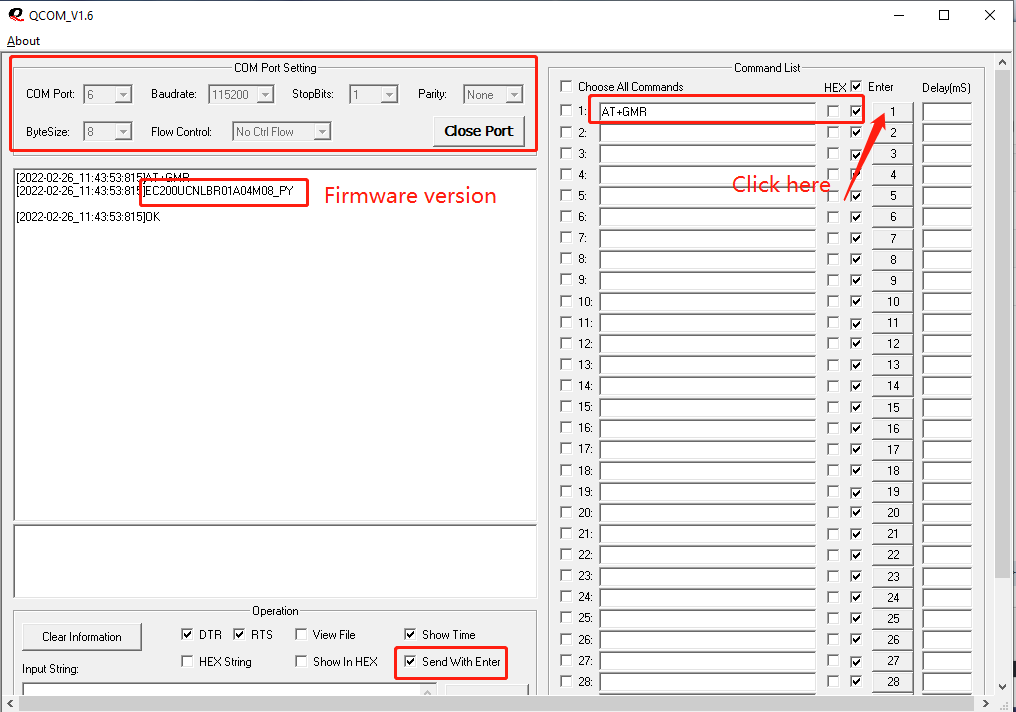 QCOM_V1.6
About
COM Port Setting
COM Port: 6 Baudrate: 115200 StopBits: 1 Parity: None
ByteSize: 8 Flow Control: No Ctrl Flow Close Port
[2022-02-26_11:43:53:815]AT+GMR
[2022-02-26_11:43:53:815]EC200UCNLBR01A04M08_PY
Firmware version
[2022-02-26_11:43:53:815]OK
Operation
Clear Information DTR RTS View File Show Time
HEX String Show In HEX Send With Enter
Input String:
Command List
Choose All Commands HEX Enter Delay(mS)
1: AT+GMR 1
2: 2
3: 3
4: 4
Click here
5: 5
6: 6
7: 7
8: 8
9: 9
10: 10
11: 11
12: 12
13: 13
14: 14
15: 15
16: 16
17: 17
18: 18
19: 19
20: 20
21: 21
22: 22
23: 23
24: 24
25: 25
26: 26
27: 27
28: 28